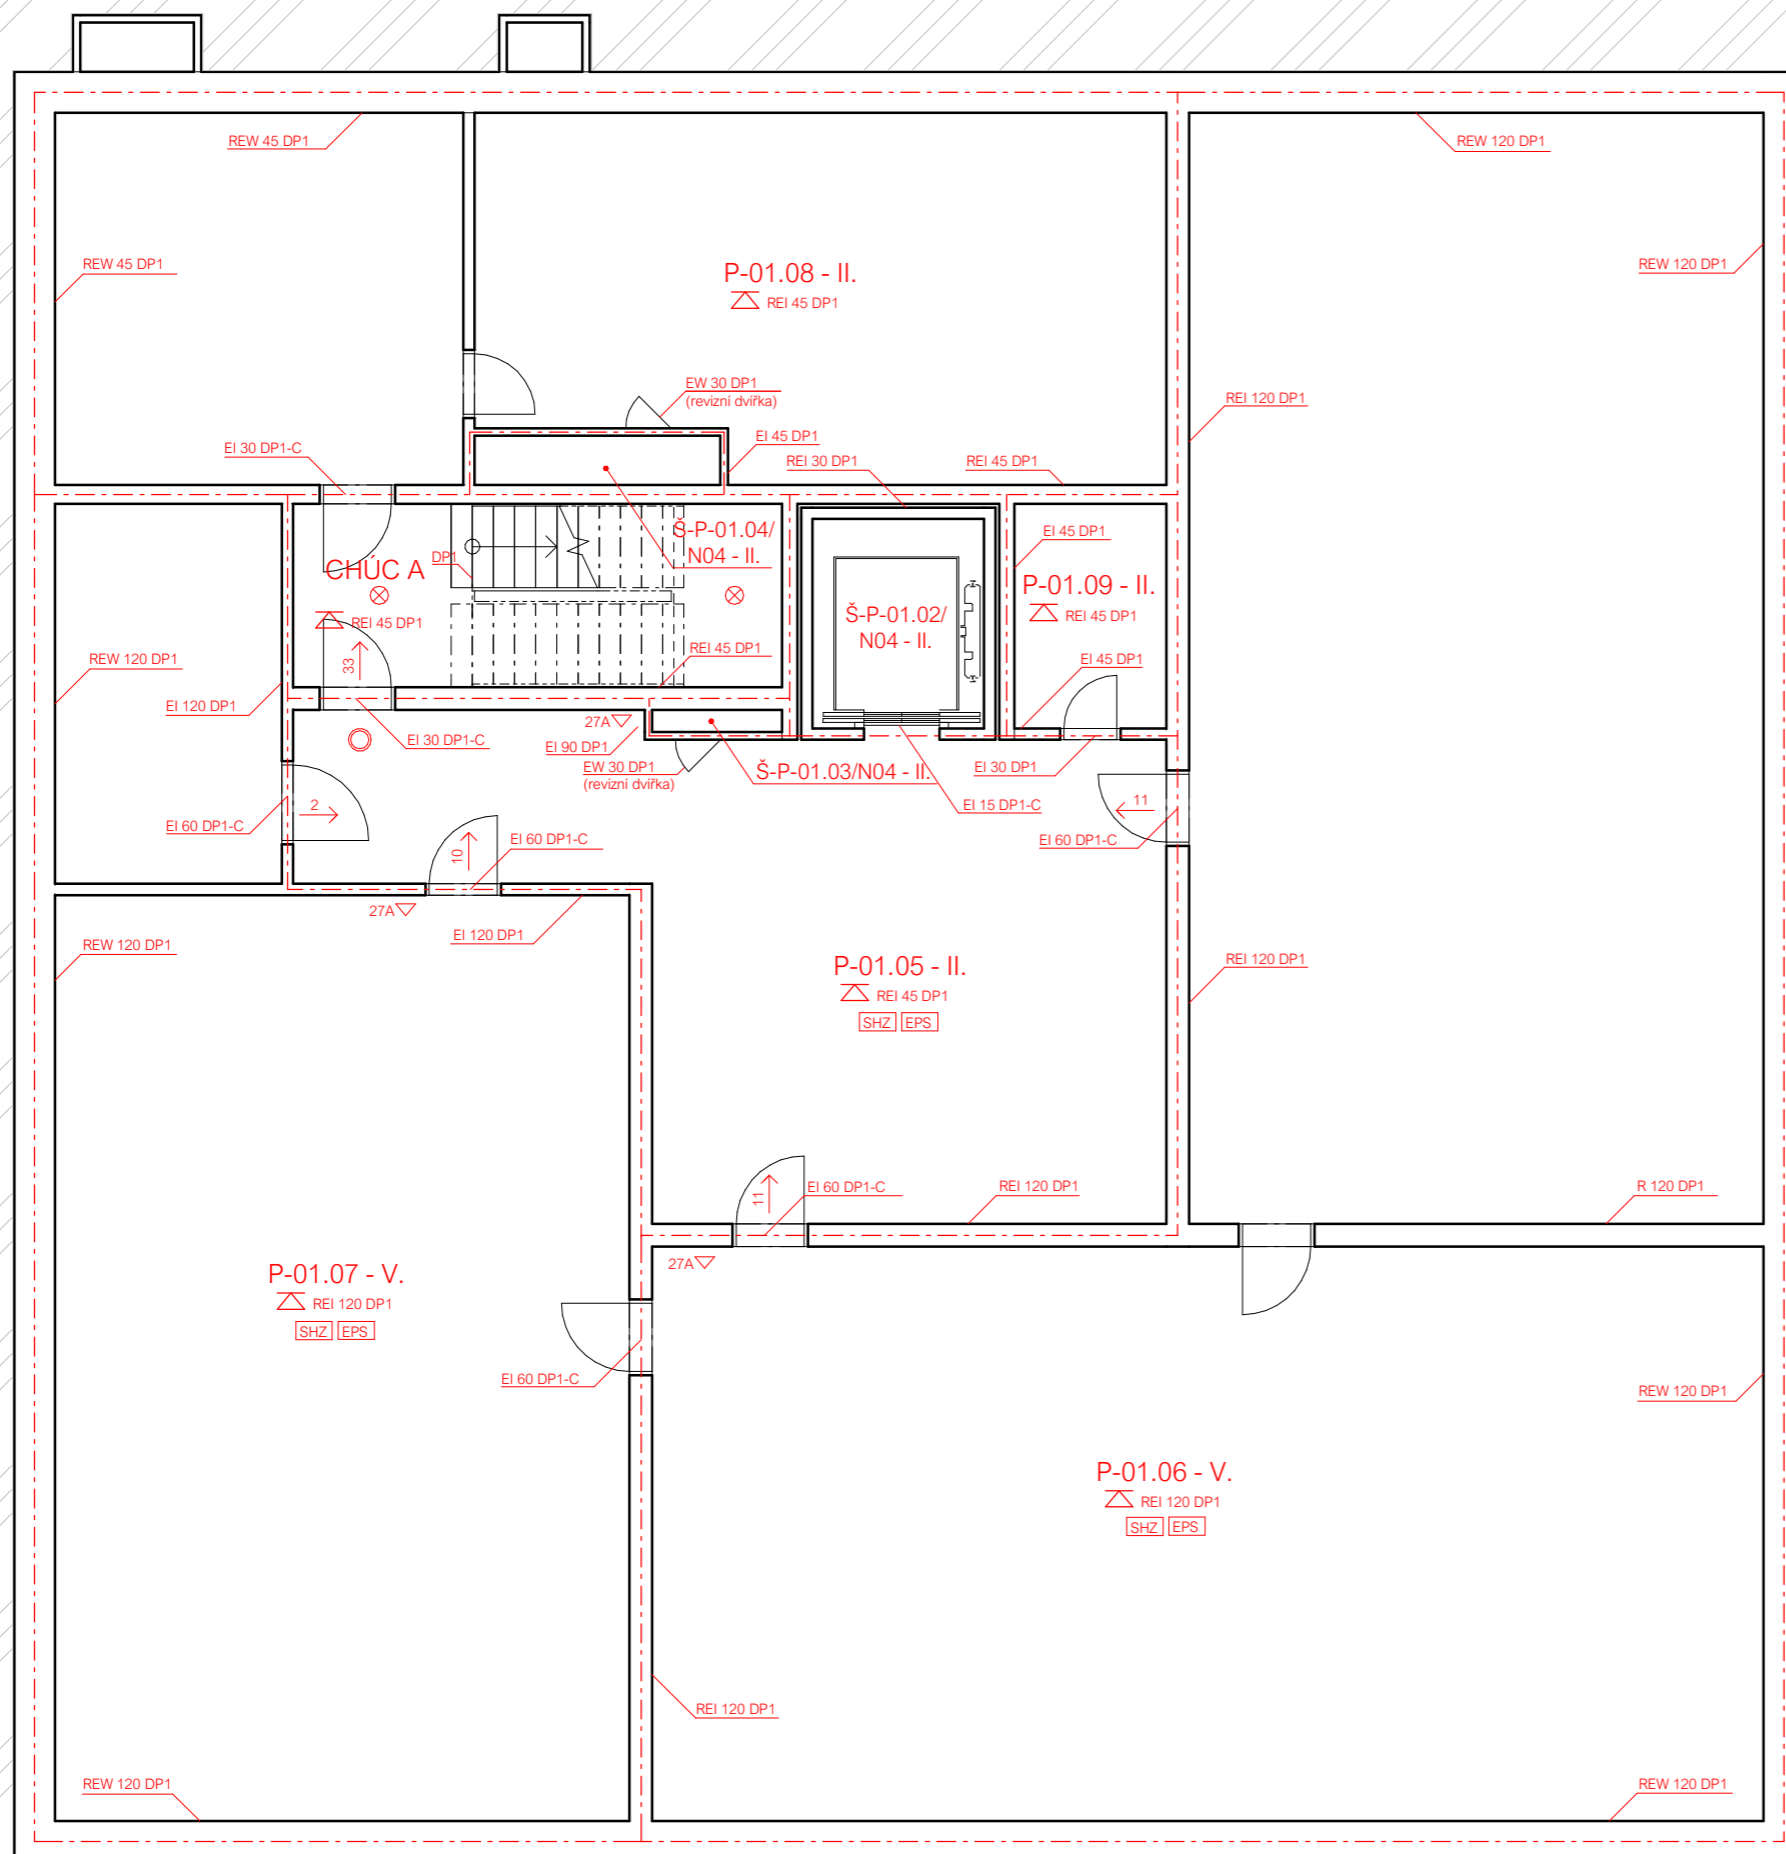 REW 45 DP1
REW 120 DP1
REW 45 DP1
P-01.08 - II.
REI 45 DP1
REW 120 DP1
EW 30 DP1
(revizní dvířka)
REI 120 DP1
EI 30 DP1-C
EI 45 DP1
REI 30 DP1
REI 45 DP1
Š-P-01.04/
N04 - II.
DP1
CHÚC A
REI 45 DP1
EI 45 DP1
P-01.09 - II.
REI 45 DP1
Š-P-01.02/
N04 - II.
REW 120 DP1
33
REI 45 DP1
EI 45 DP1
EI 120 DP1
27A
EI 30 DP1-C
EI 90 DP1
EW 30 DP1
(revizní dvířka)
Š-P-01.03/N04 - II.
EI 30 DP1
2
EI 15 DP1-C
11
EI 60 DP1-C
10
EI 60 DP1-C
EI 60 DP1-C
27A
EI 120 DP1
REW 120 DP1
P-01.05 - II.
REI 45 DP1
SHZ EPS
REI 120 DP1
11
EI 60 DP1-C
REI 120 DP1
R 120 DP1
27A
P-01.07 - V.
REI 120 DP1
SHZ EPS
EI 60 DP1-C
REW 120 DP1
P-01.06 - V.
REI 120 DP1
SHZ EPS
REI 120 DP1
REW 120 DP1
REW 120 DP1